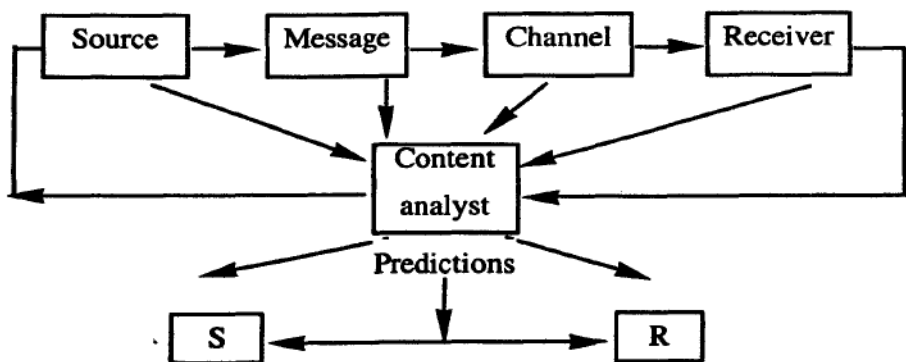 Source
Message
Channel
Receiver
Content
analyst
Predictions
S
R